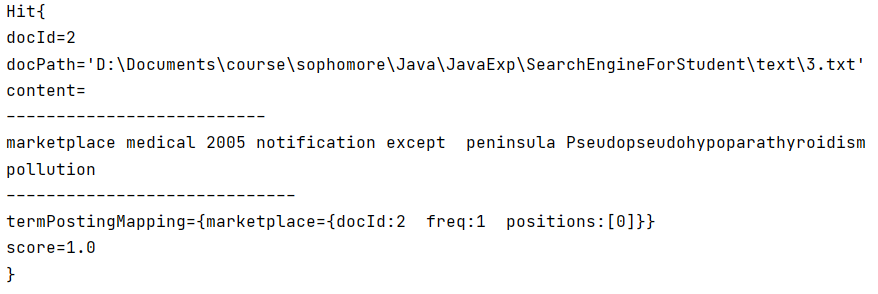 Hit{
docId=2
docPath='D:\Documents\course\sophomore\Java\JavaExp\SearchEngineForStudent\text\3.txt'
content=
--------------------------
marketplace medical 2005 notification except  peninsula Pseudopseudohypoparathyroidism
pollution
-----------------------------
termPostingMapping={marketplace={docId:2  freq:1  positions:[0]}}
score=1.0
}